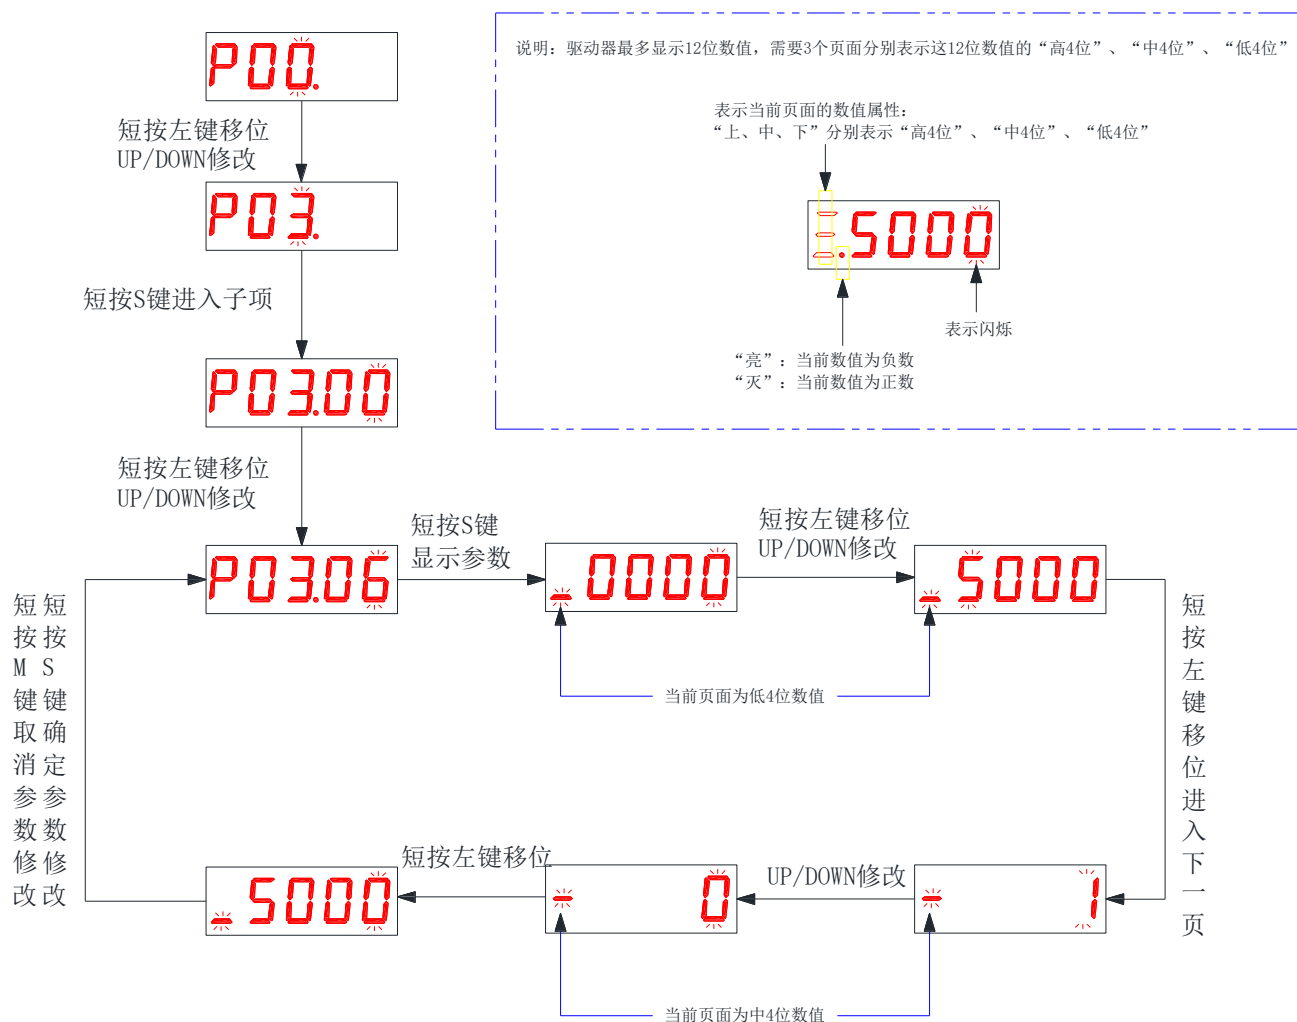 P00.
说明：驱动器最多显示12位数值，需要3个页面分别表示这12位数值的“高4位”、“中4位”、“低4位”
表示当前页面的数值属性：
“上、中、下”分别表示“高4位”、“中4位”、“低4位”
5000
表示闪烁
“亮”：当前数值为负数
“灭”：当前数值为正数
短按左键移位
UP/DOWN修改
P03.
短按S键进入子项
P03.00
短按左键移位
UP/DOWN修改
P03.06
短按S键
显示参数
_0000
短按左键移位
UP/DOWN修改
_5000
当前页面为低4位数值
短按左键移位进入下一页
- 1
UP/DOWN修改
- 0
当前页面为中4位数值
短按左键移位
_5000
短按M键取消参数修改
短按S键确定参数修改